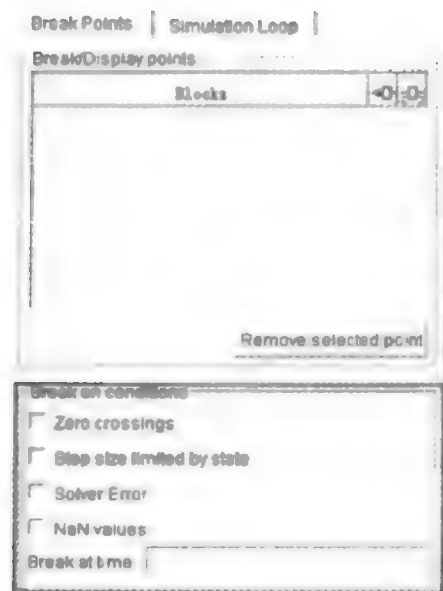 Break Points Simulation Loop
Break/Display points
Blocks
Remove selected point
Break on conditions
Zero crossings
Step size limited by state
Solver Error
NaN values
Break at time